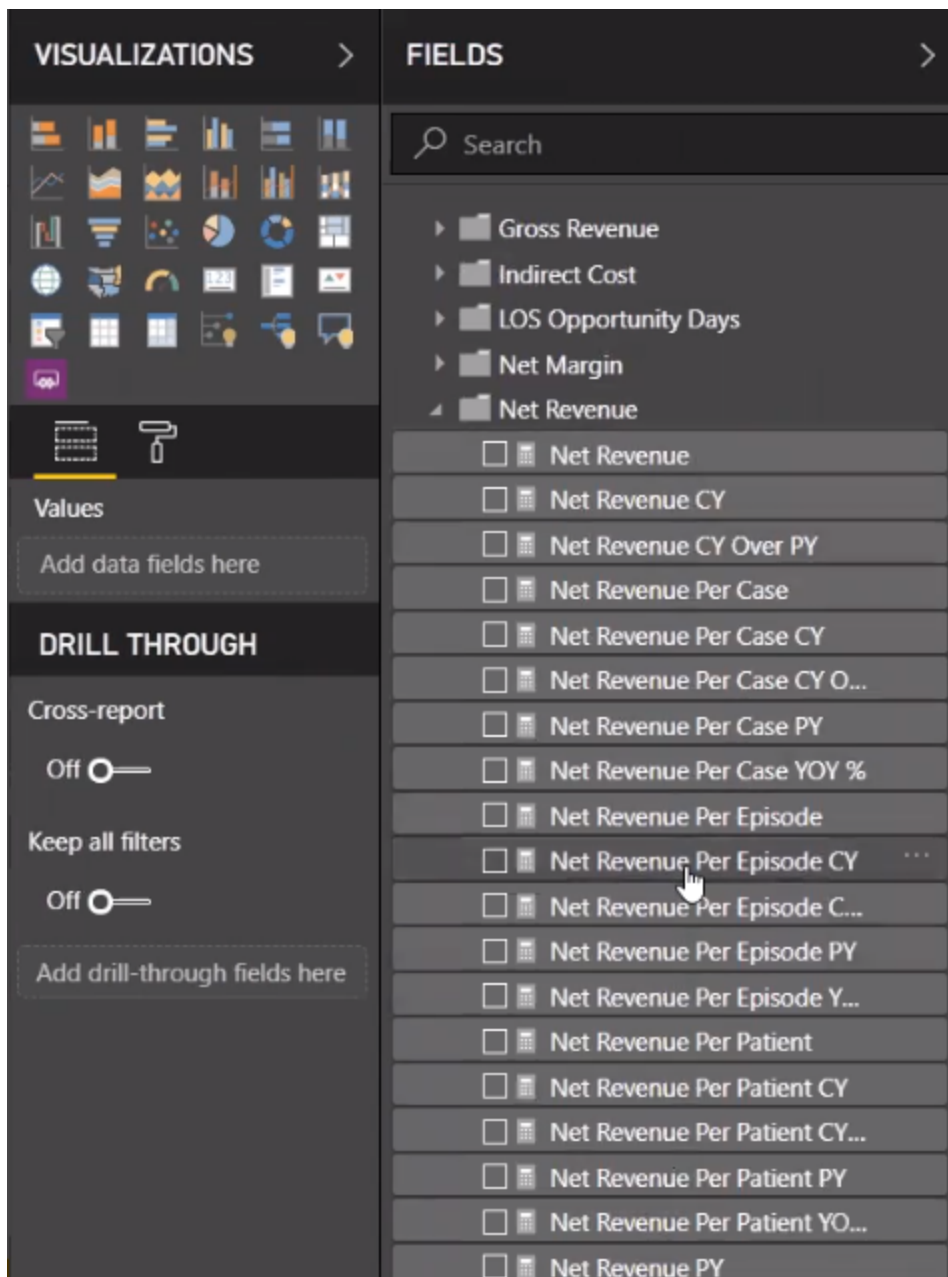 VISUALIZATIONS
Values
Add data fields here
DRILL THROUGH
Cross-report
Off
Keep all filters
Off
Add drill-through fields here
FIELDS
Search
Gross Revenue
Indirect Cost
LOS Opportunity Days
Net Margin
Net Revenue
Net Revenue
Net Revenue CY
Net Revenue CY Over PY
Net Revenue Per Case
Net Revenue Per Case CY
Net Revenue Per Case CY O...
Net Revenue Per Case PY
Net Revenue Per Case YOY %
Net Revenue Per Episode
Net Revenue Per Episode CY
Net Revenue Per Episode C...
Net Revenue Per Episode PY
Net Revenue Per Episode Y...
Net Revenue Per Patient
Net Revenue Per Patient CY
Net Revenue Per Patient CY...
Net Revenue Per Patient PY
Net Revenue Per Patient YO...
Net Revenue PY